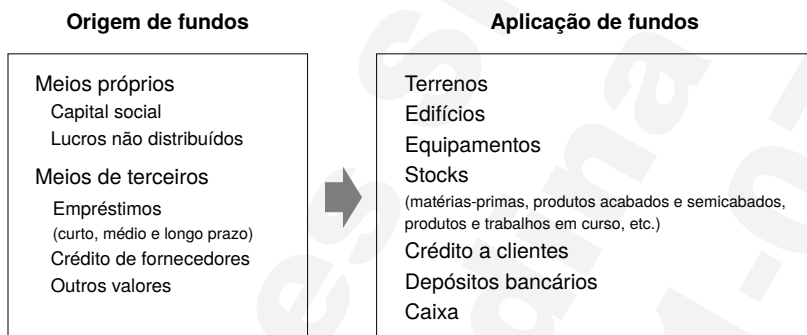 Origem de fundos
Meios próprios
Capital social
Lucros não distribuídos
Meios de terceiros
Empréstimos
(curto, médio e longo prazo)
Crédito de fornecedores
Outros valores
Aplicação de fundos
Terrenos
Edifícios
Equipamentos
Stocks
(matérias-primas, produtos acabados e semicabados,
produtos e trabalhos em curso, etc.)
Crédito a clientes
Depósitos bancários
Caixa